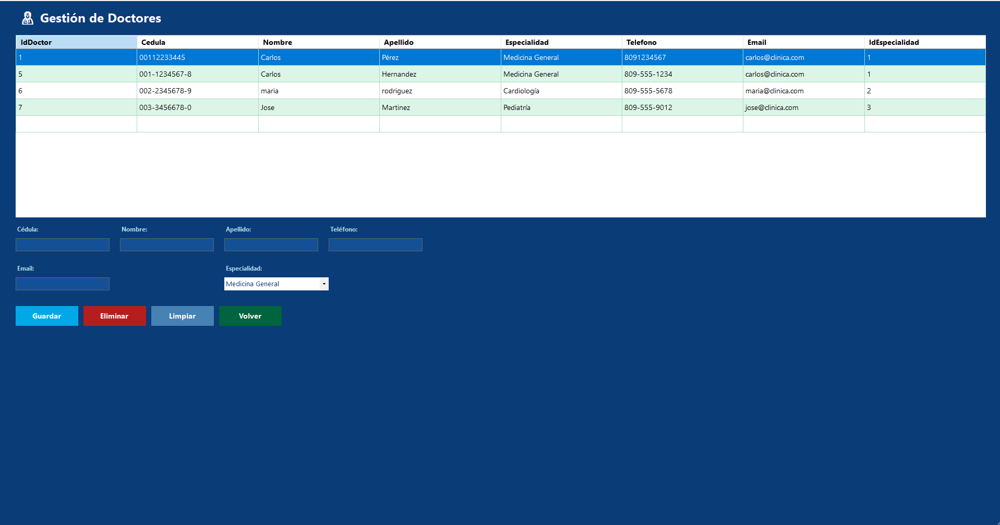 Gestión de Doctores
IdDoctor Cedula Nombre Apellido Especialidad Telefono Email IdEspecialidad
1 00112233445 Carlos Pérez Medicina General 8091234567 carlos@clinica.com 1
5 001-1234567-8 Carlos Hernandez Medicina General 809-555-1234 carlos@clinica.com 1
6 002-2345678-9 maria rodriguez Cardiología 809-555-5678 maria@clinica.com 2
7 003-3456678-0 Jose Martinez Pediatría 809-555-9012 jose@clinica.com 3
Cédula: Nombre: Apellido: Teléfono:
Email: Especialidad:
Medicina General
Guardar Eliminar Limpiar Volver